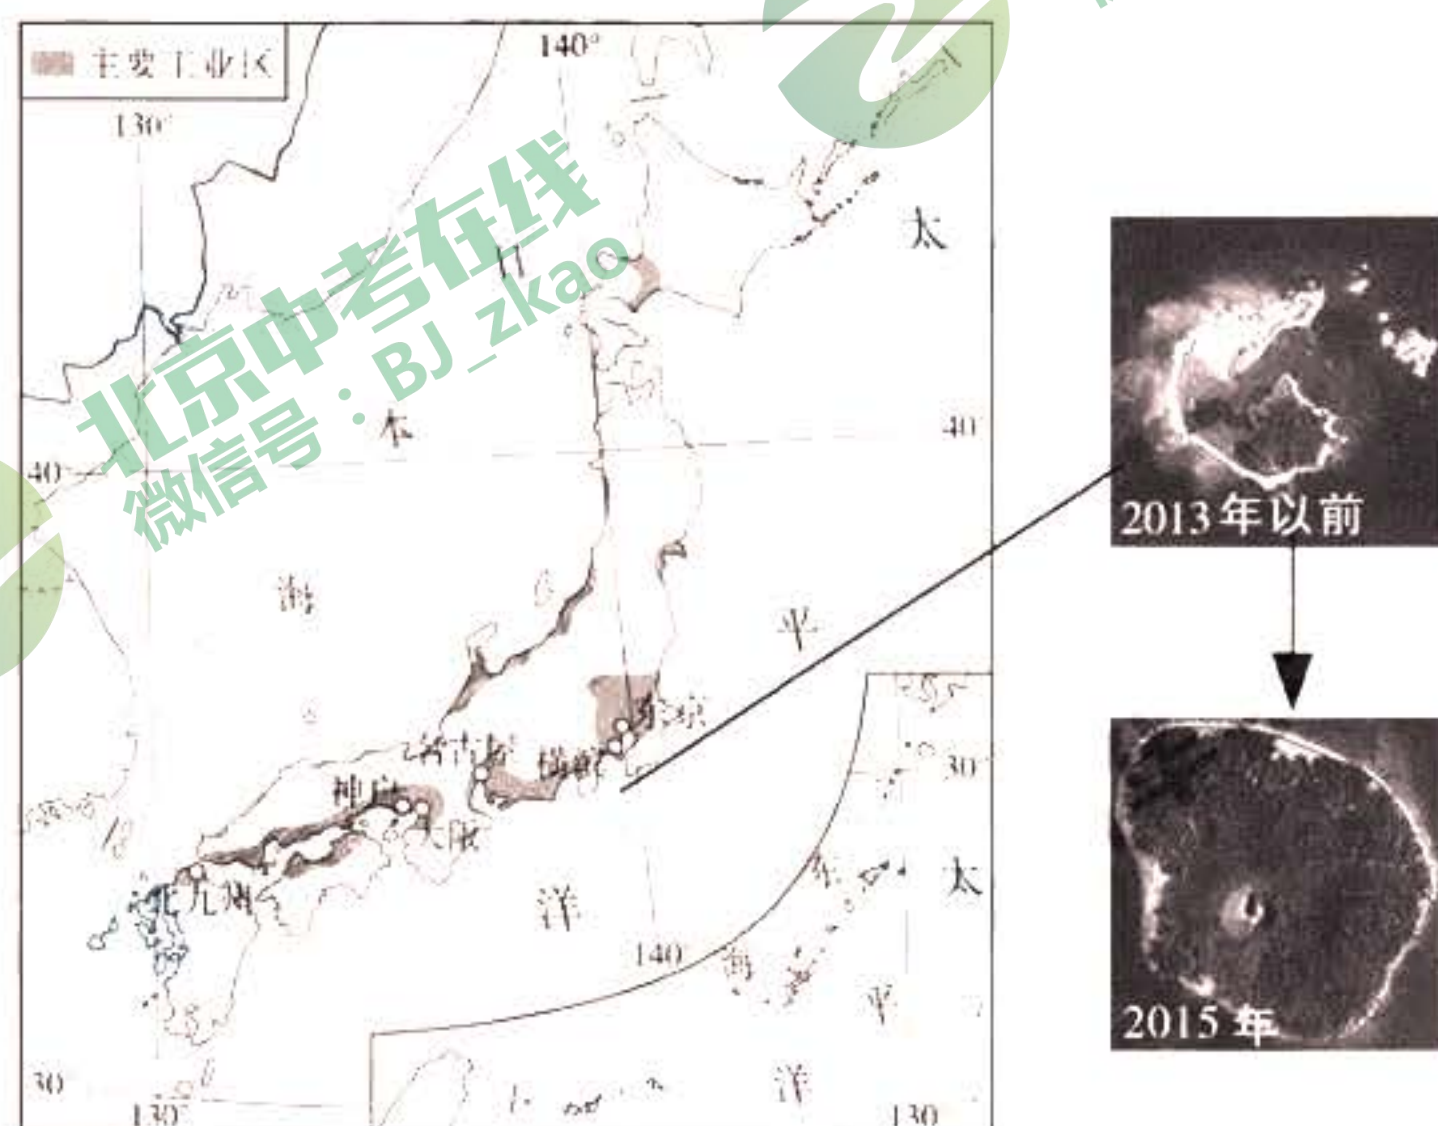 主要工业区
140°
130°
太
北京中考在线
微信号：BJ_zkao
本
40
40
海
平
2013年以前
东京
名古屋 横滨
30
神户
大阪
东
太
北九州
洋
140
海
平
2015年
30
洋
130
130